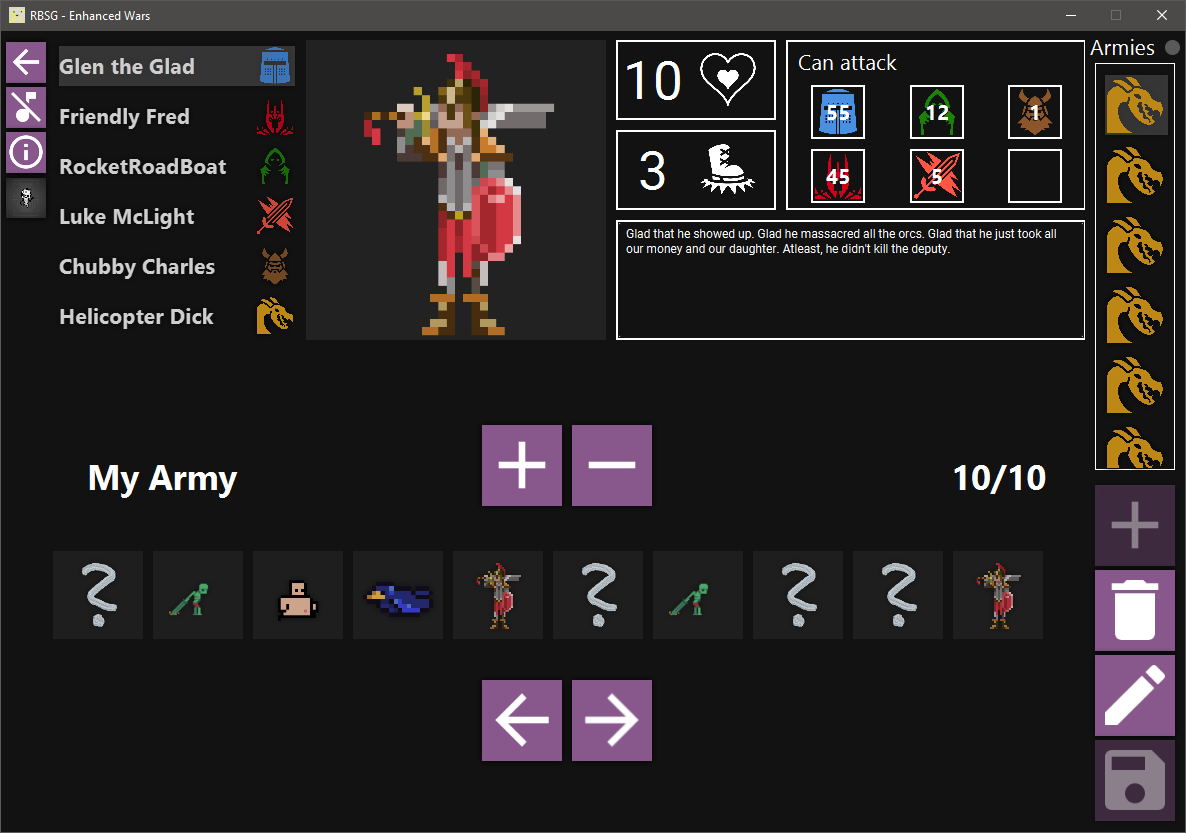 RBSG - Enhanced Wars
Glen the Glad
Friendly Fred
RocketRoadBoat
Luke McLight
Chubby Charles
Helicopter Dick
10
3
Can attack
55
12
1
45
5
Glad that he showed up. Glad he massacred all the orcs. Glad that he just took all
our money and our daughter. Atleast, he didn't kill the deputy.
Armies
My Army
10/10
? ? ? ?